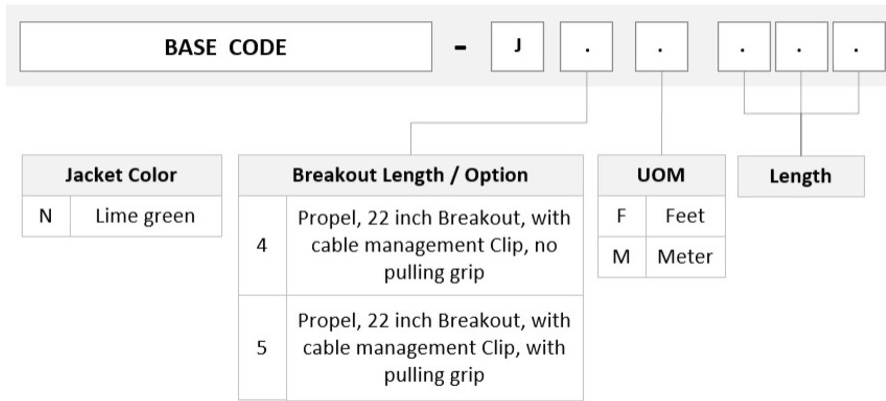 BASE CODE - J . . . . .
Jacket Color
N Lime green
Breakout Length / Option
4 Propel, 22 inch Breakout, with
cable management Clip, no
pulling grip
5 Propel, 22 inch Breakout, with
cable management Clip, with
pulling grip
UOM
F Feet
M Meter
Length